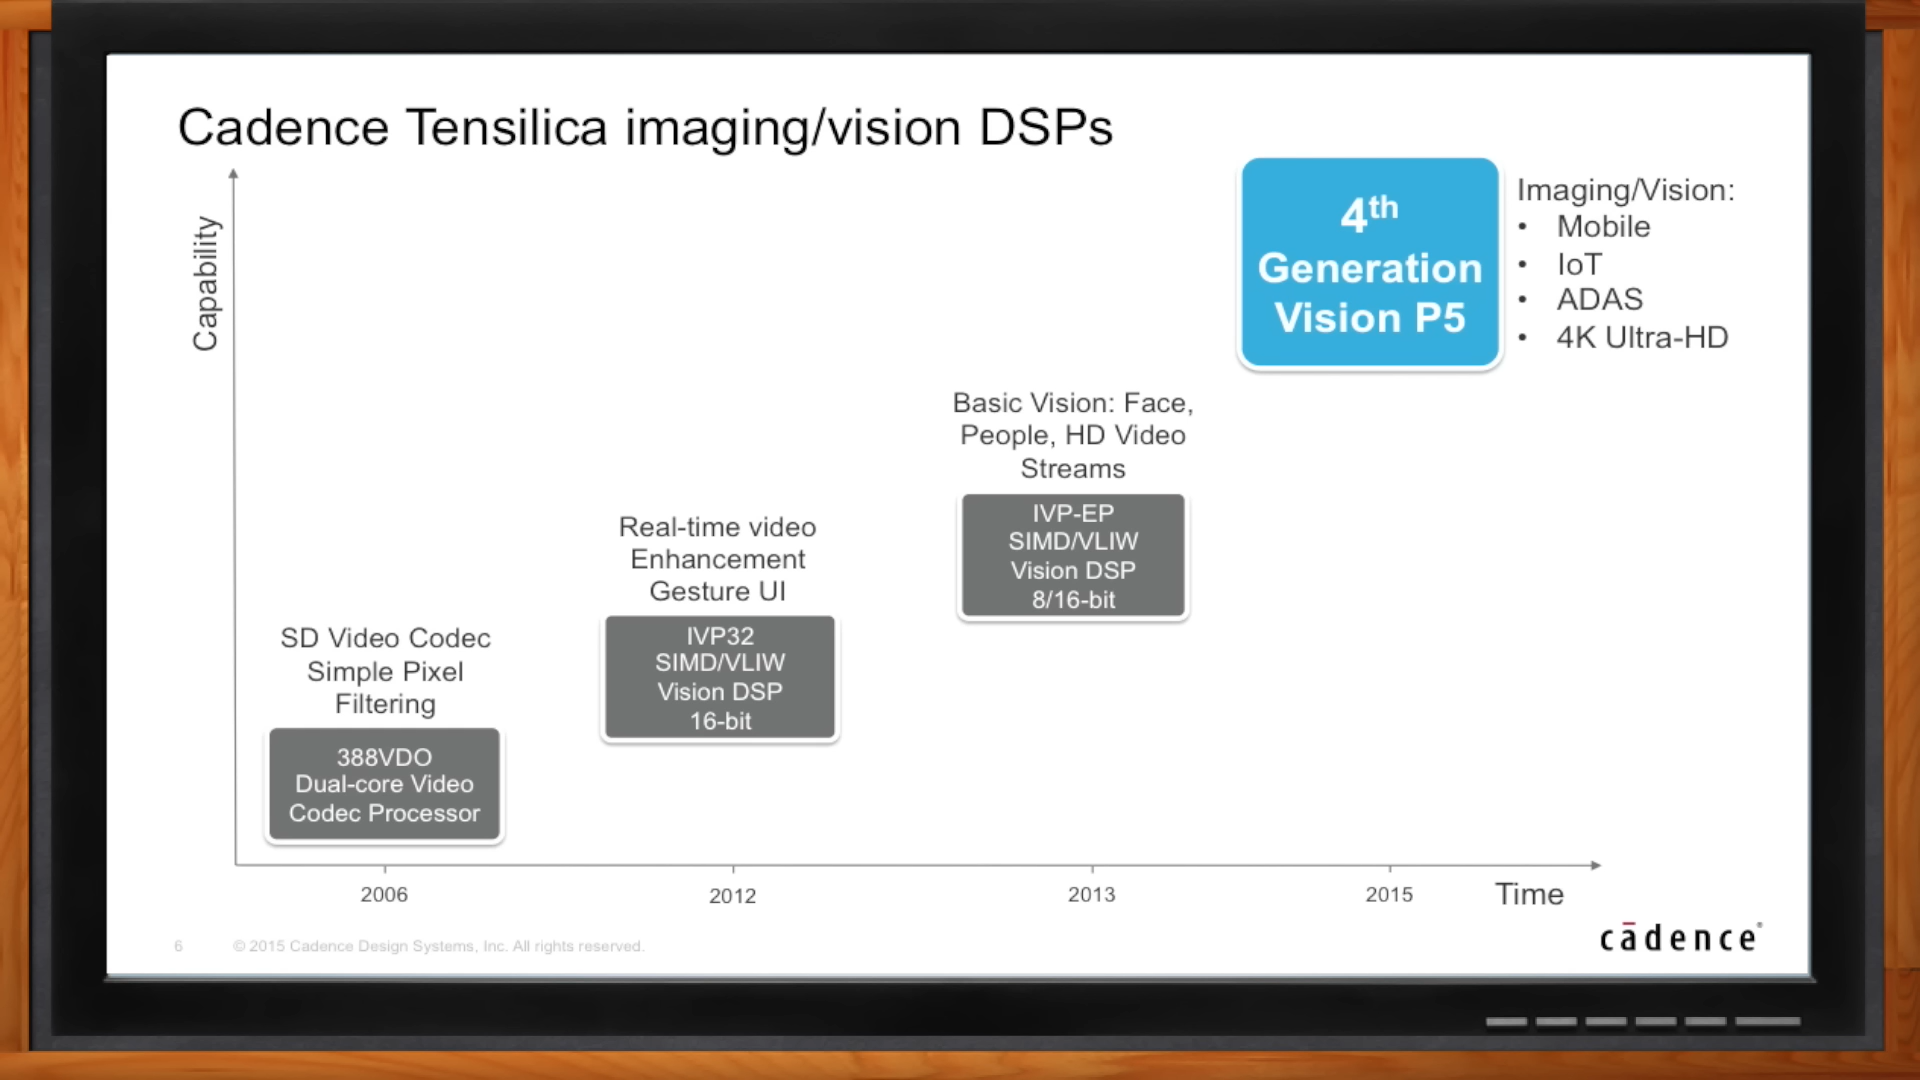 Cadence Tensilica imaging/vision DSPs
Capability
4th
Generation
Vision P5
Imaging/Vision:
• Mobile
• IoT
• ADAS
• 4K Ultra-HD
Basic Vision: Face,
People, HD Video
Streams
IVP-EP
SIMD/VLIW
Vision DSP
8/16-bit
Real-time video
Enhancement
Gesture UI
IVP32
SIMD/VLIW
Vision DSP
16-bit
SD Video Codec
Simple Pixel
Filtering
388VDO
Dual-core Video
Codec Processor
2006
2012
2013
2015
Time
6
© 2015 Cadence Design Systems, Inc. All rights reserved.
cādence®